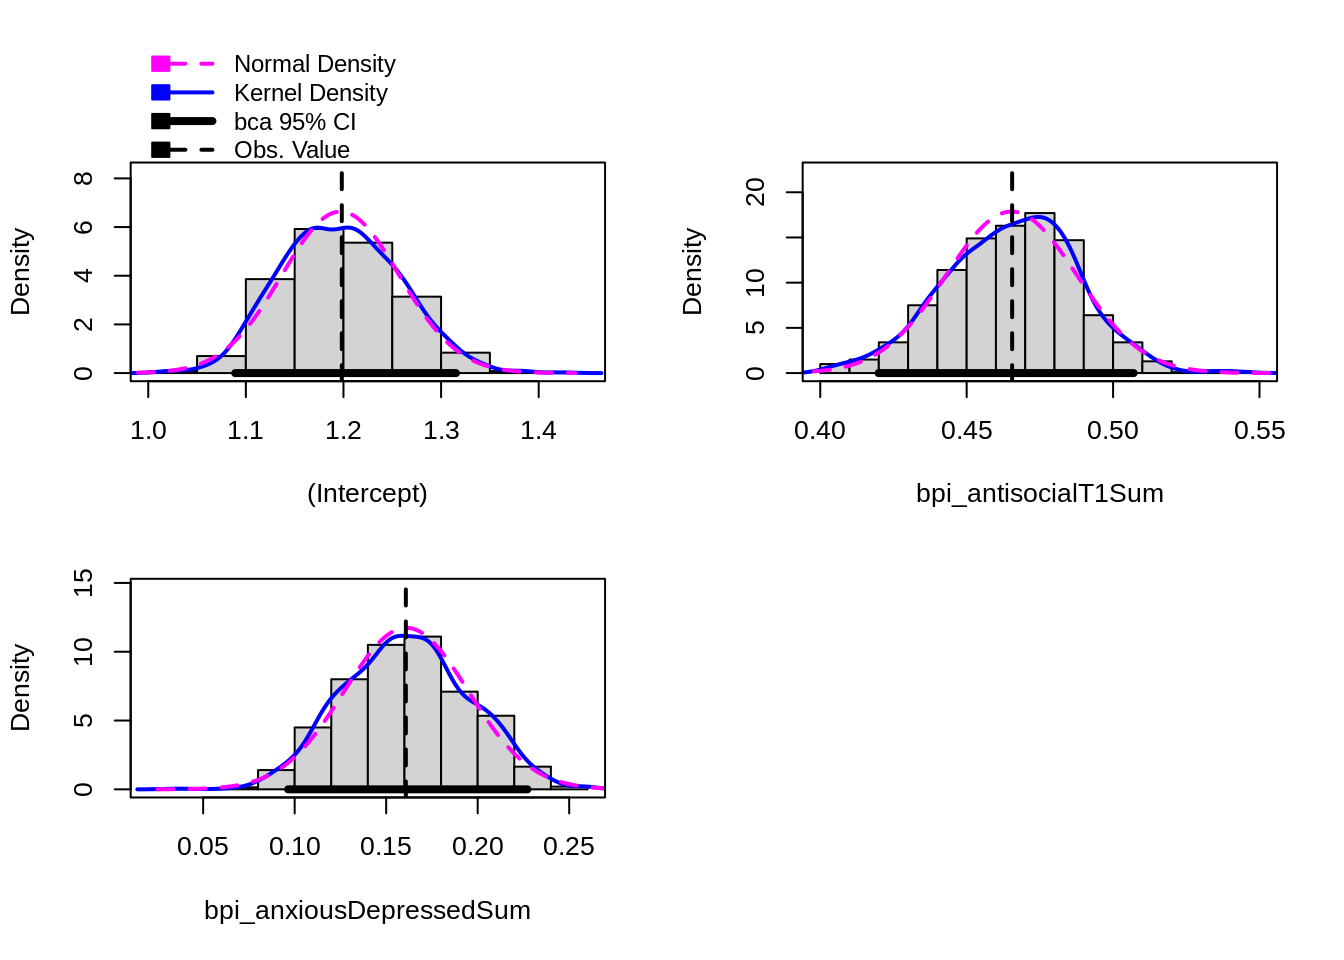 Normal Density
Kernel Density
bca 95% CI
Obs. Value
Density
0 2 4 6 8
1.0 1.1 1.2 1.3 1.4
(Intercept)
Density
0 5 10 20
0.40 0.45 0.50 0.55
bpi_antisocialT1Sum
Density
0 5 10 15
0.05 0.10 0.15 0.20 0.25
bpi_anxiousDepressedSum